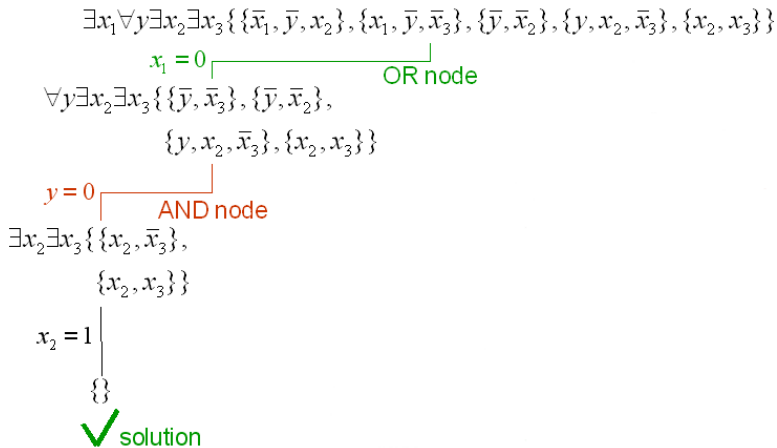 ∃x₁∀y∃x₂∃x₃{{x̄₁, ȳ, x₂}, {x₁, ȳ, x̄₃}, {ȳ, x̄₂}, {y, x₂, x̄₃}, {x₂, x₃}}
x₁ = 0
OR node
∀y∃x₂∃x₃{{ȳ, x̄₃}, {ȳ, x̄₂},
{y, x₂, x̄₃}, {x₂, x₃}}
y = 0
AND node
∃x₂∃x₃{{x₂, x̄₃},
{x₂, x₃}}
x₂ = 1
{}
solution